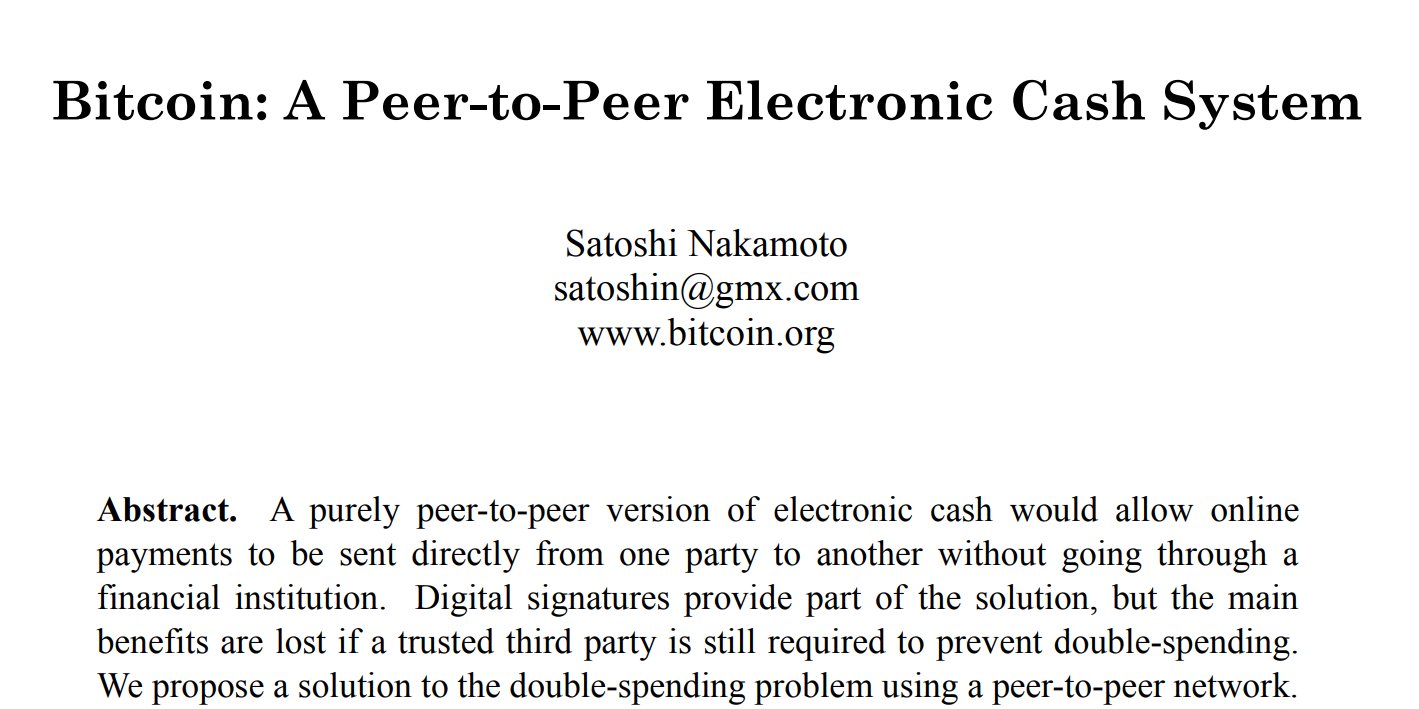 Bitcoin: A Peer-to-Peer Electronic Cash System
Satoshi Nakamoto
satoshin@gmx.com
www.bitcoin.org
Abstract. A purely peer-to-peer version of electronic cash would allow online
payments to be sent directly from one party to another without going through a
financial institution. Digital signatures provide part of the solution, but the main
benefits are lost if a trusted third party is still required to prevent double-spending.
We propose a solution to the double-spending problem using a peer-to-peer network.